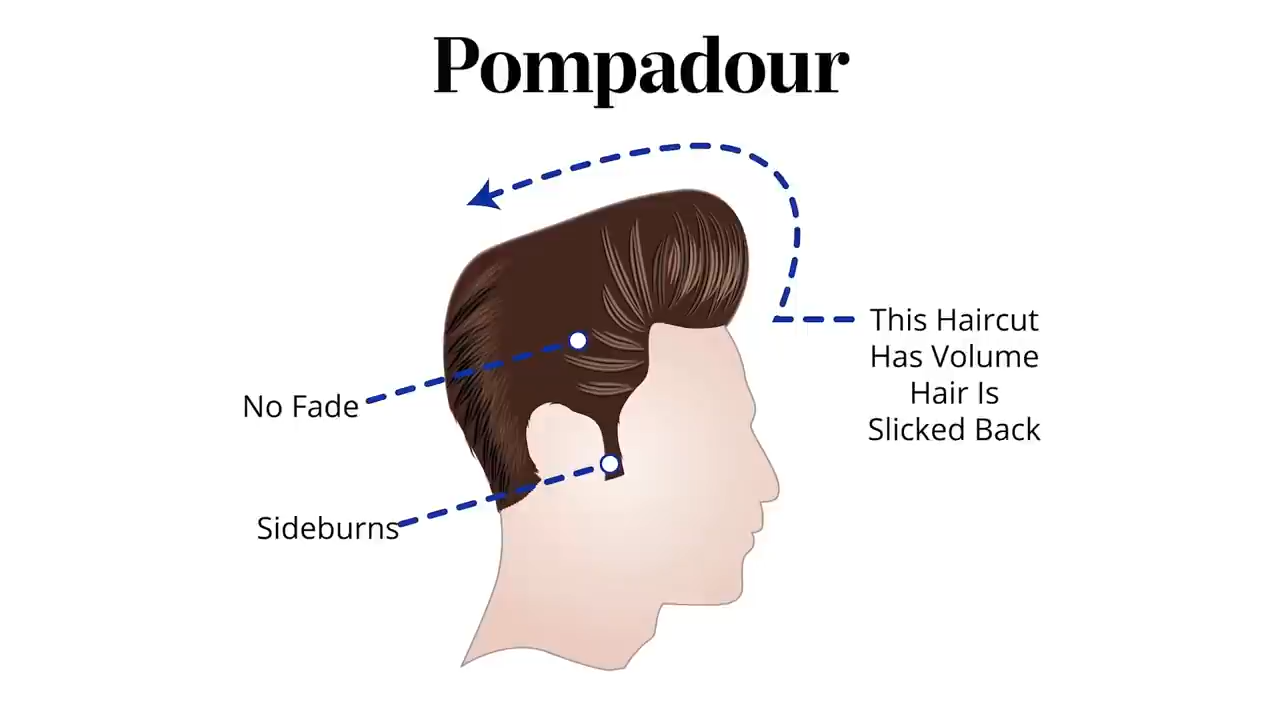 Pompadour
This Haircut
Has Volume
Hair Is
Slicked Back
No Fade
Sideburns